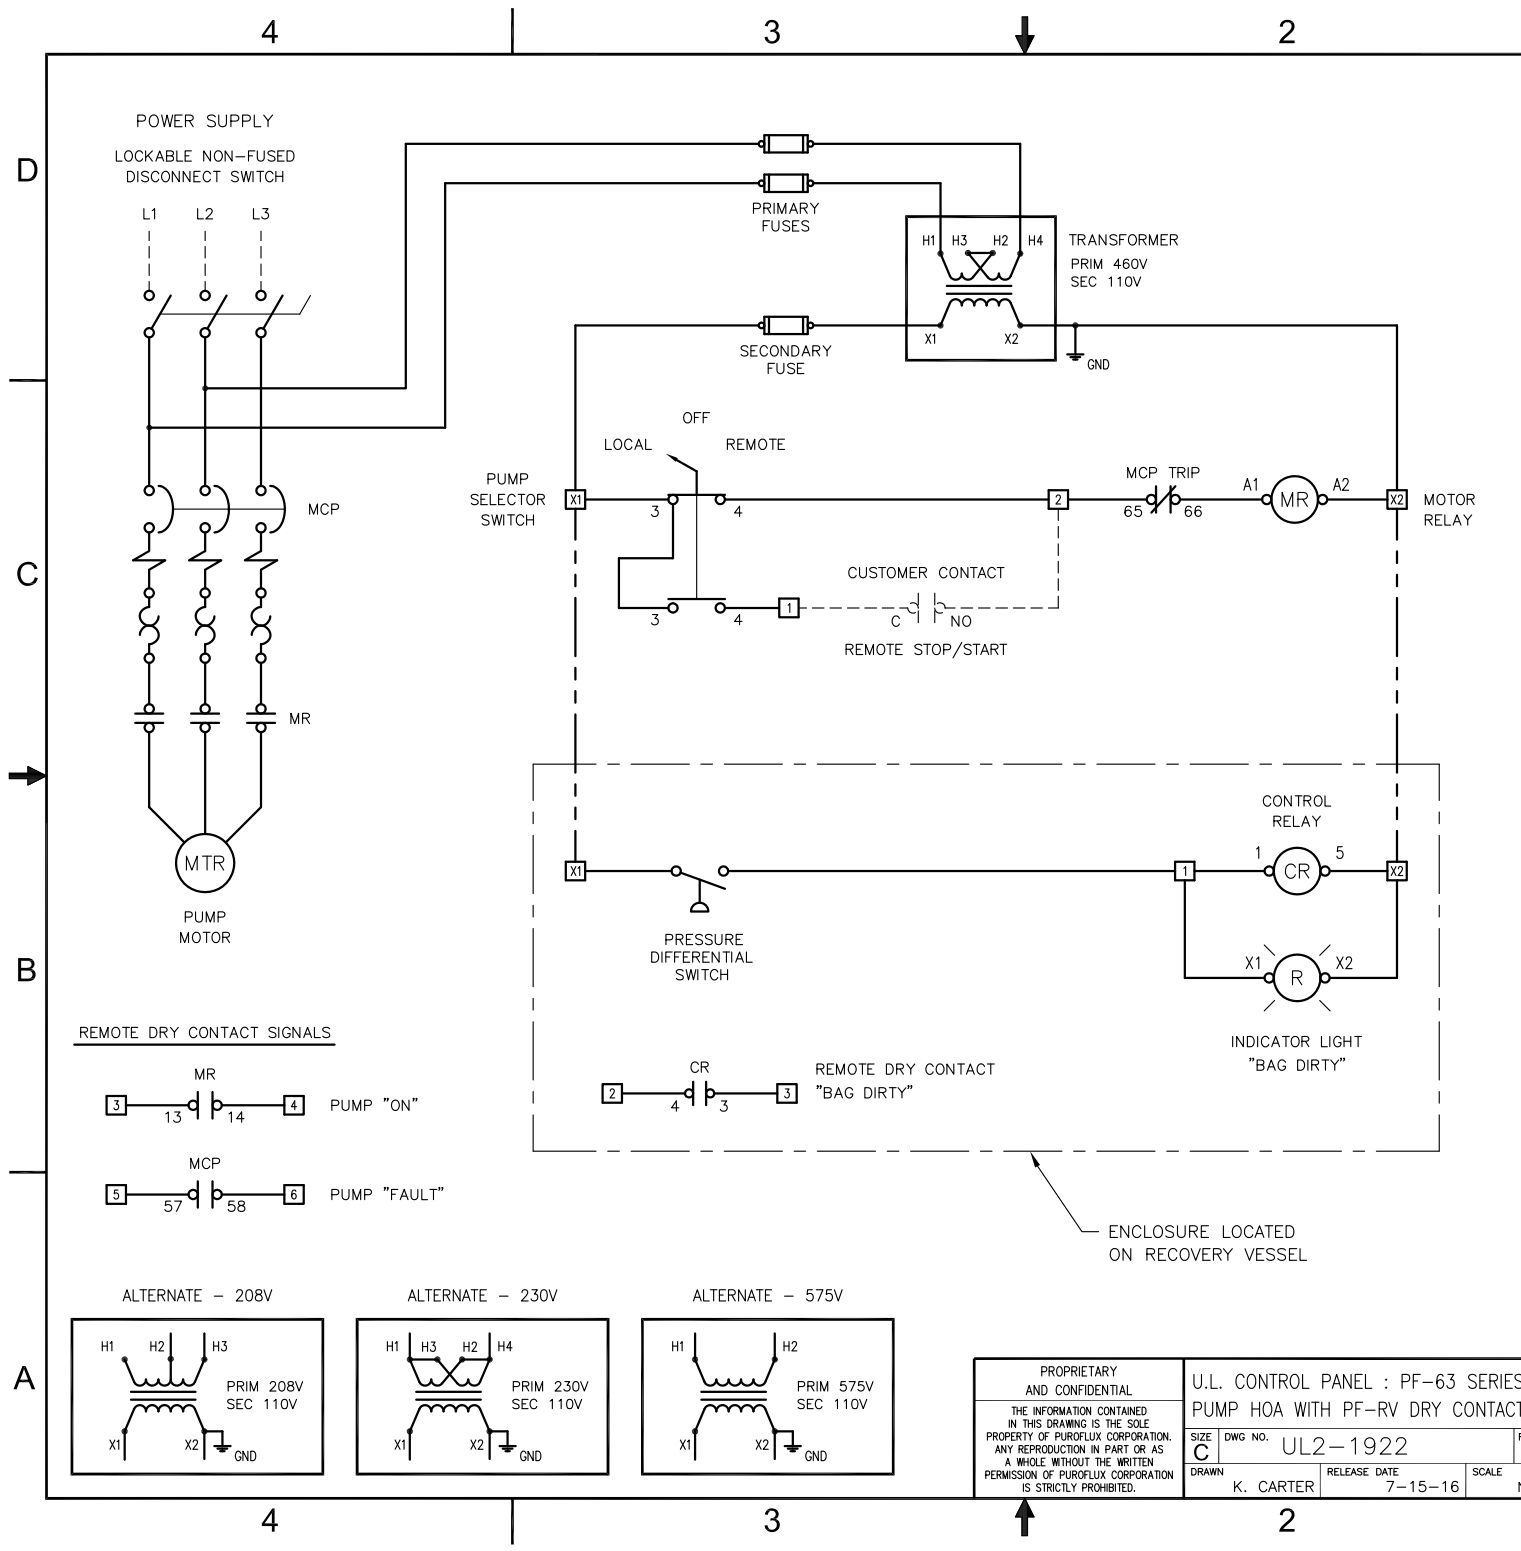 4
3
2
D
C
B
A
POWER SUPPLY
LOCKABLE NON-FUSED
DISCONNECT SWITCH
L1 L2 L3
PRIMARY
FUSES
H1 H3 H2 H4
X1 X2
TRANSFORMER
PRIM 460V
SEC 110V
SECONDARY
FUSE
GND
OFF
LOCAL REMOTE
PUMP
SELECTOR
SWITCH
X1
3 4
2
MCP TRIP
65 66
A1 MR A2
X2
MOTOR
RELAY
MCP
CUSTOMER CONTACT
3 4
1
C NO
REMOTE STOP/START
MR
MTR
PUMP
MOTOR
CONTROL
RELAY
X1
1
1 CR 5
X2
PRESSURE
DIFFERENTIAL
SWITCH
X1 R X2
INDICATOR LIGHT
"BAG DIRTY"
CR
2 4 3 3
REMOTE DRY CONTACT
"BAG DIRTY"
REMOTE DRY CONTACT SIGNALS
MR
3 13 14 4 PUMP "ON"
MCP
5 57 58 6 PUMP "FAULT"
ENCLOSURE LOCATED
ON RECOVERY VESSEL
ALTERNATE - 208V
H1 H2 H3
PRIM 208V
SEC 110V
X1 X2 GND
ALTERNATE - 230V
H1 H3 H2 H4
PRIM 230V
SEC 110V
X1 X2 GND
ALTERNATE - 575V
H1 H2
PRIM 575V
SEC 110V
X1 X2 GND
PROPRIETARY
AND CONFIDENTIAL
THE INFORMATION CONTAINED
IN THIS DRAWING IS THE SOLE
PROPERTY OF PUROFLUX CORPORATION.
ANY REPRODUCTION IN PART OR AS
A WHOLE WITHOUT THE WRITTEN
PERMISSION OF PUROFLUX CORPORATION
IS STRICTLY PROHIBITED.
U.L. CONTROL PANEL : PF-63 SERIES
PUMP HOA WITH PF-RV DRY CONTACT
SIZE
C
DWG NO. UL2-1922
DRAWN
K. CARTER
RELEASE DATE
7-15-16
SCALE
4
3
2